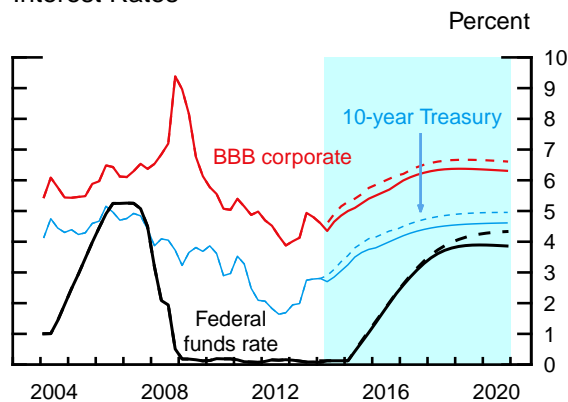 Interest Rates
Percent
10
9
8
7
6
5
4
3
2
1
0
10-year Treasury
BBB corporate
Federal
funds rate
2004 2008 2012 2016 2020